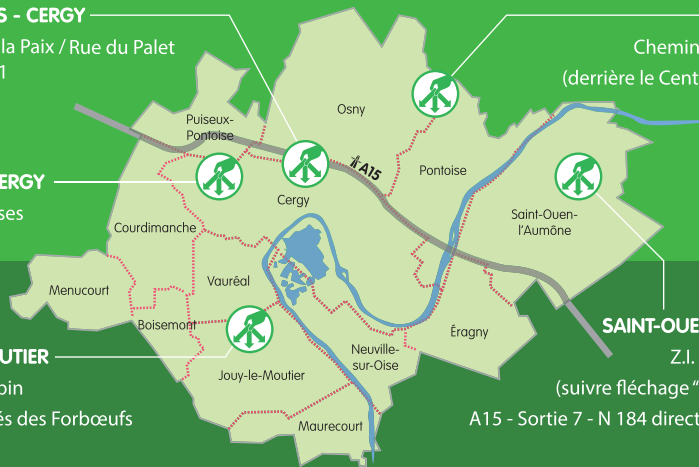 S - CERGY
la Paix / Rue du Palet
1
Chemin
(derrière le Cent
Osny
Puiseux-
Pontoise
A15
Pontoise
ERGY
ses
Cergy
Courdimanche
Saint-Ouen-
l'Aumône
Menucourt
Vauréal
Boisemont
Éragny
SAINT-OUE
Z.I.
(suivre fléchage "
A15 - Sortie 7 - N 184 direct
Neuville-
sur-Oise
OUTIER
pin
és des Forbœufs
Jouy-le-Moutier
Maurecourt